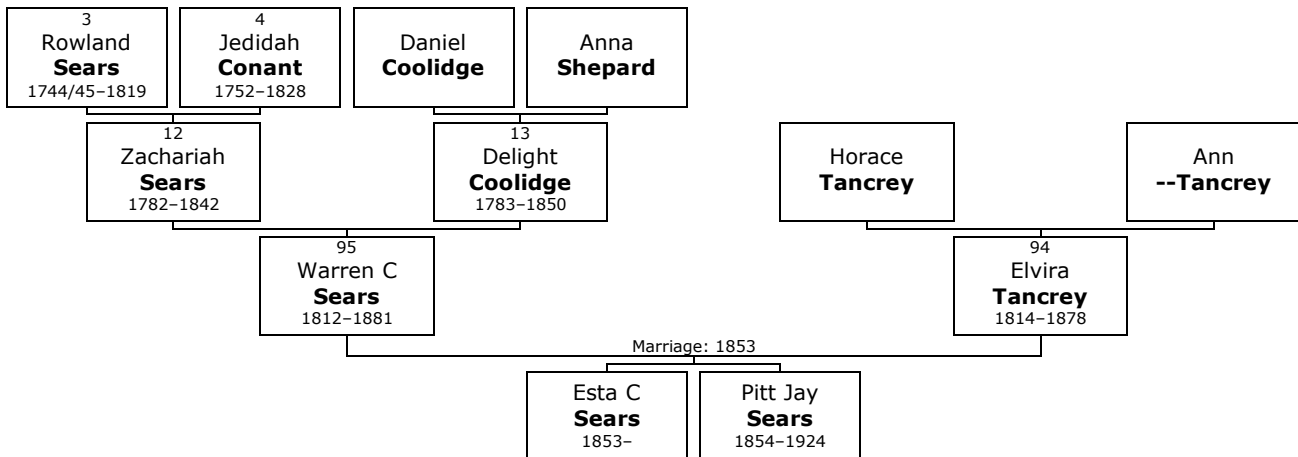 3
Rowland
Sears
1744/45–1819
4
Jedidah
Conant
1752–1828
Daniel
Coolidge
Anna
Shepard
12
Zachariah
Sears
1782–1842
13
Delight
Coolidge
1783–1850
Horace
Tancrey
Ann
--Tancrey
95
Warren C
Sears
1812–1881
94
Elvira
Tancrey
1814–1878
Marriage: 1853
Esta C
Sears
1853–
Pitt Jay
Sears
1854–1924